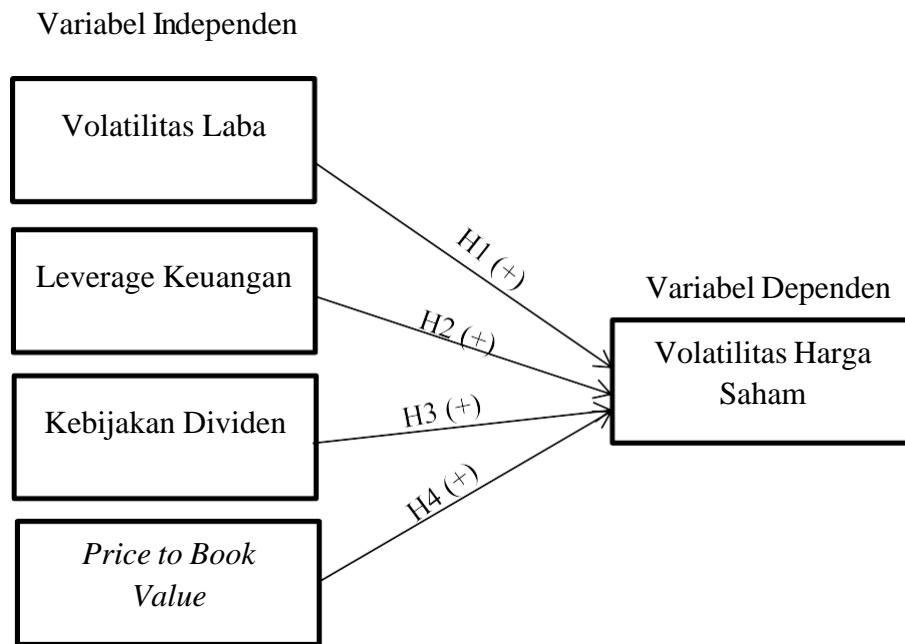 Variabel Independen
Volatilitas Laba
H1 (+)
Leverage Keuangan
Variabel Dependen
H2 (+)
Volatilitas Harga
Saham
Kebijakan Dividen
H3 (+)
H4 (+)
Price to Book
Value